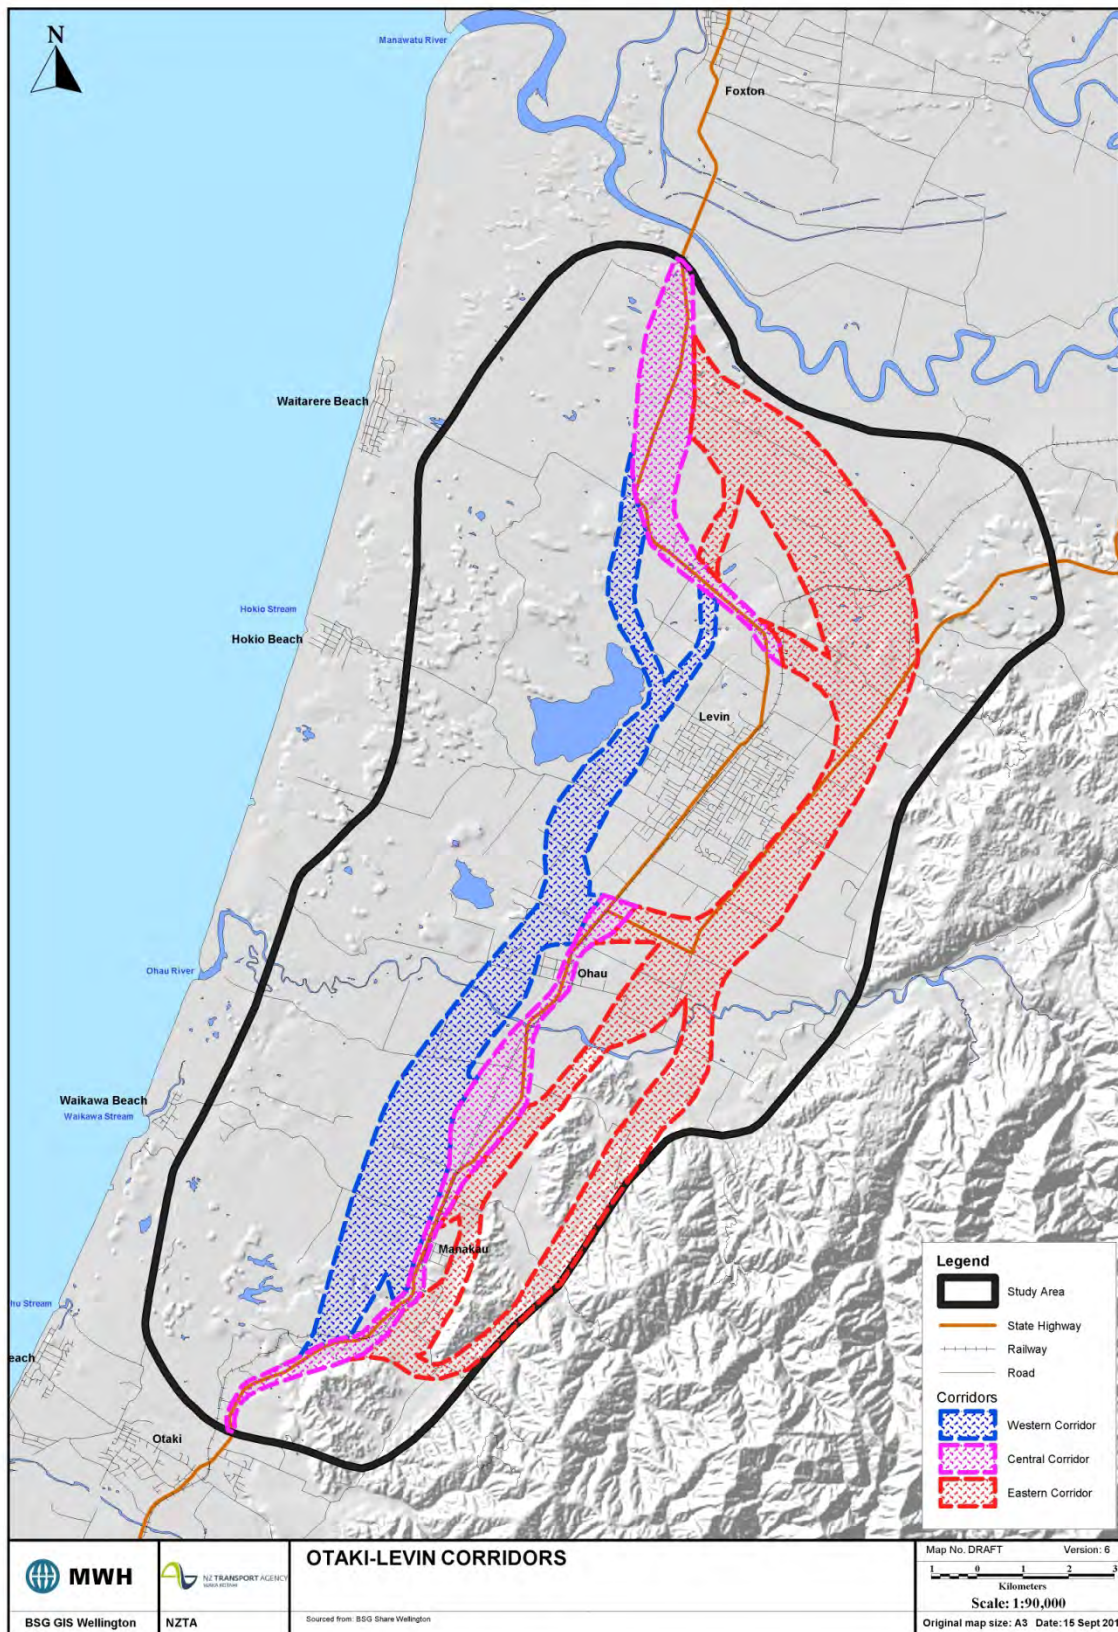 N
Manawatu River
Foxton
Waitarere Beach
Hokio Stream
Hokio Beach
Levin
Ohau River
Ohau
Waikawa Beach
Waikawa Stream
Manakau
hu Stream
each
Otaki
Legend
Study Area
State Highway
Railway
Road
Corridors
Western Corridor
Central Corridor
Eastern Corridor
MWH
BSG GIS Wellington
NZ TRANSPORT AGENCY
NZTA
OTAKI-LEVIN CORRIDORS
Sourced from: BSG Share Wellington
Map No. DRAFT Version: 6
1 0 1 2 3
Kilometers
Scale: 1:90,000
Original map size: A3 Date: 15 Sept 201